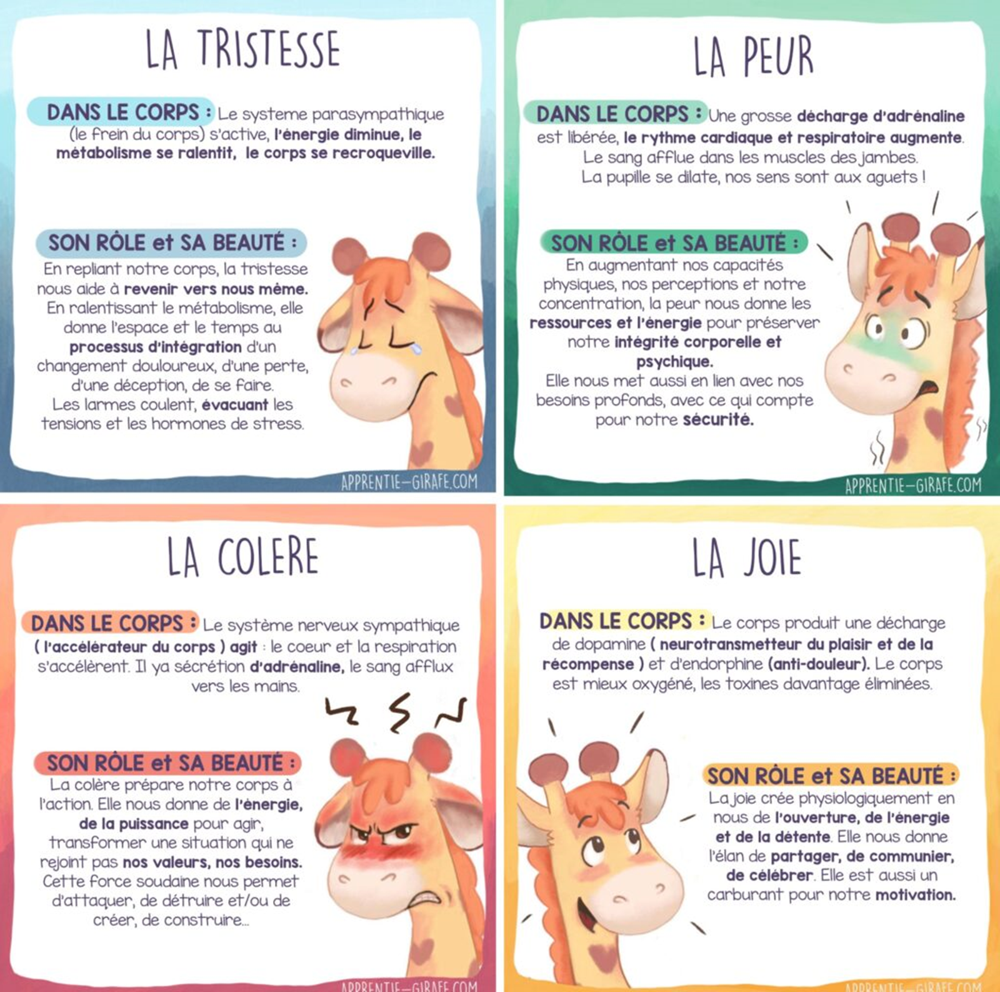 LA TRISTESSE
DANS LE CORPS : Le systeme parasympathique
(le frein du corps) s'active, l'énergie diminue, le
métabolisme se ralentit, le corps se recroqueville.
SON RÔLE et SA BEAUTÉ :
En repliant notre corps, la tristesse
nous aide à revenir vers nous même.
En ralentissant le métabolisme, elle
donne l'espace et le temps au
processus d'intégration d'un
changement douloureux, d'une perte,
d'une déception, de se faire.
Les larmes coulent, évacuant les
tensions et les hormones de stress.
APPRENTIE-GIRAFE.COM
LA PEUR
DANS LE CORPS : Une grosse décharge d'adrénaline
est libérée, le rythme cardiaque et respiratoire augmente.
Le sang afflue dans les muscles des jambes.
La pupille se dilate, nos sens sont aux aguets !
SON RÔLE et SA BEAUTÉ :
En augmentant nos capacités
physiques, nos perceptions et notre
concentration, la peur nous donne les
ressources et l'énergie pour préserver
notre intégrité corporelle et
psychique.
Elle nous met aussi en lien avec nos
besoins profonds, avec ce qui compte
pour notre sécurité.
APPRENTIE-GIRAFE.COM
LA COLERE
DANS LE CORPS : Le système nerveux sympathique
( l'accélérateur du corps ) agit : le coeur et la respiration
s'accélèrent. Il ya sécrétion d'adrénaline, le sang afflux
vers les mains.
SON RÔLE et SA BEAUTÉ :
La colère prépare notre corps à
l'action. Elle nous donne de l'énergie,
de la puissance pour agir,
transformer une situation qui ne
rejoint pas nos valeurs, nos besoins.
Cette force soudaine nous permet
d'attaquer, de détruire et/ou de
créer, de construire...
APPRENTIE-GIRAFE.COM
LA JOIE
DANS LE CORPS : Le corps produit une décharge
de dopamine ( neurotransmetteur du plaisir et de la
récompense ) et d'endorphine (anti-douleur). Le corps
est mieux oxygéné, les toxines davantage éliminées.
SON RÔLE et SA BEAUTÉ :
La joie crée physiologiquement en
nous de l'ouverture, de l'énergie
et de la détente. Elle nous donne
l'élan de partager, de communier,
de célébrer. Elle est aussi un
carburant pour notre motivation.
APPRENTIE-GIRAFE.COM